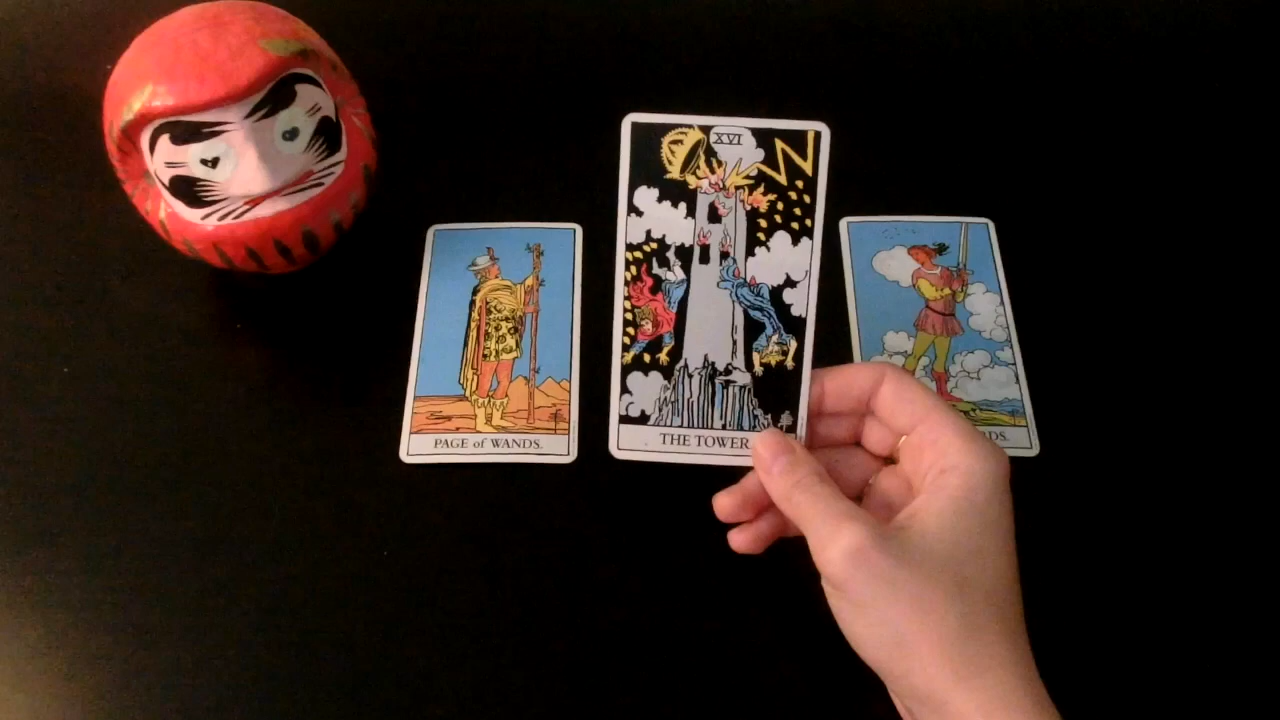 XVI
PAGE of WANDS.
THE TOWER